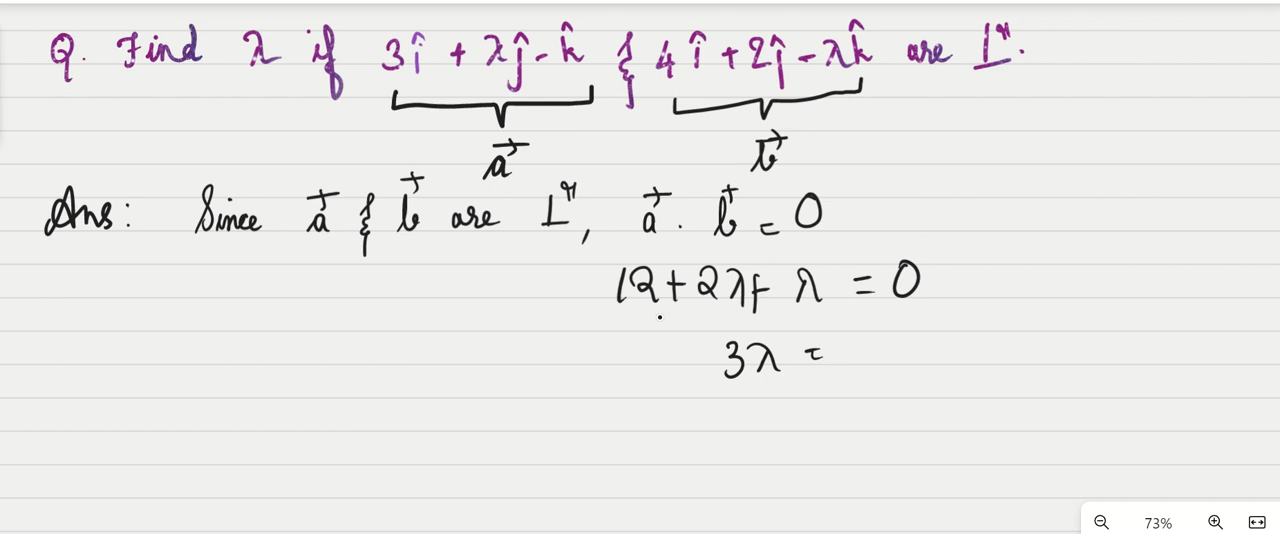 Q. Find λ if 3î + λĵ - k̂ & 4î + 2ĵ - λk̂ are ⊥ʳ.
a⃗ b⃗
Ans: Since a⃗ & b⃗ are ⊥ʳ, a⃗ . b⃗ = 0
12 + 2λ + λ = 0
3λ =
73%